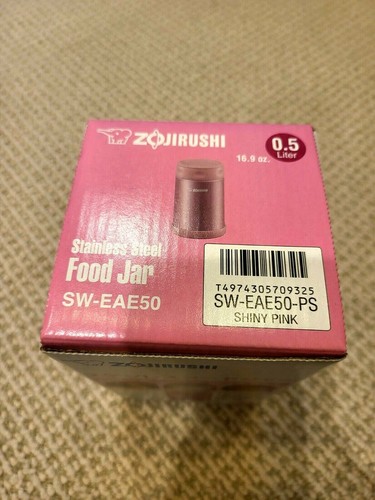 ZOJIRUSHI
0.5
Liter
16.9 oz.
Stainless Steel
Food Jar
SW-EAE50
T4974305709325
SW-EAE50-PS
SHINY PINK
ZOJIRUSHI